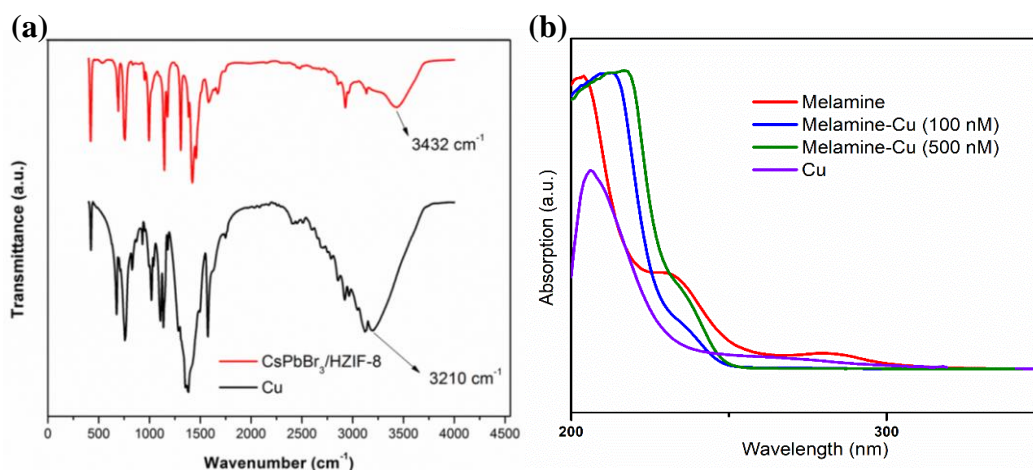 (a)
Transmittance (a.u.)
3432 cm⁻¹
CsPbBr₃/HZIF-8
Cu
3210 cm⁻¹
0 500 1000 1500 2000 2500 3000 3500 4000 4500
Wavenumber (cm⁻¹)
(b)
Absorption (a.u.)
Melamine
Melamine-Cu (100 nM)
Melamine-Cu (500 nM)
Cu
200 300
Wavelength (nm)